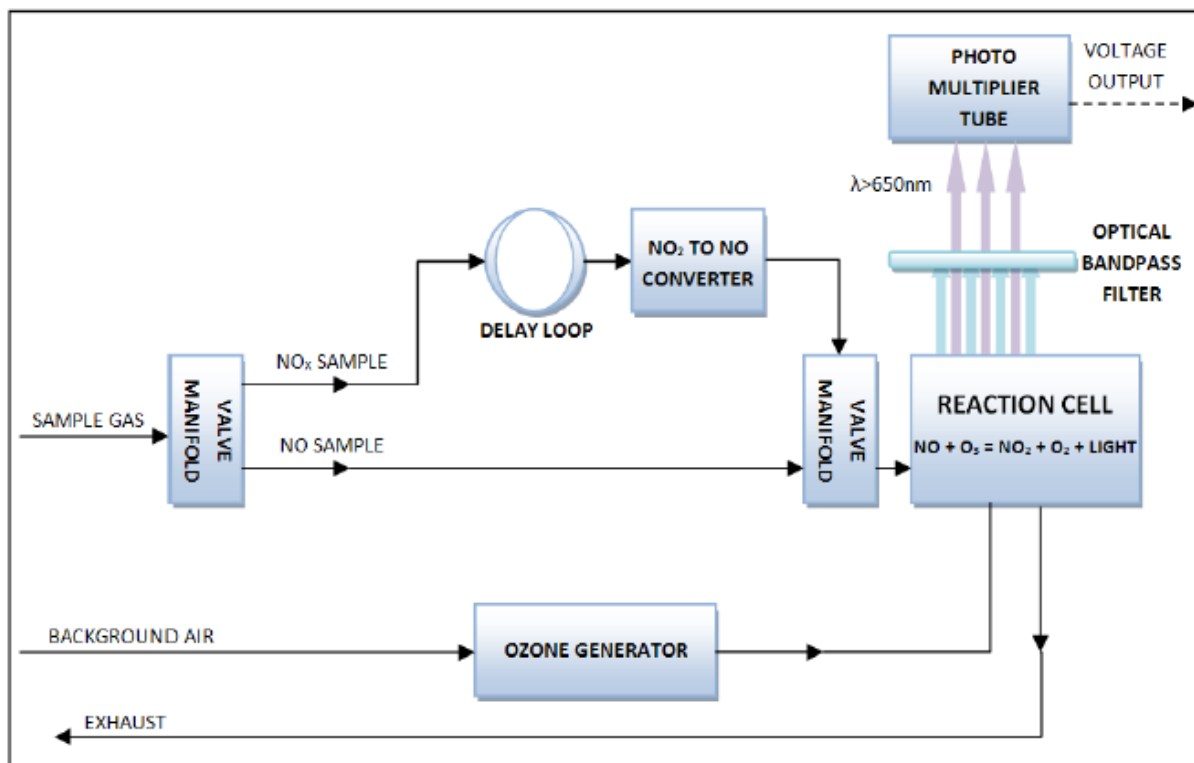 PHOTO
MULTIPLIER
TUBE
VOLTAGE
OUTPUT
λ>650nm
OPTICAL
BANDPASS
FILTER
NO₂ TO NO
CONVERTER
DELAY LOOP
NOₓ SAMPLE
SAMPLE GAS
VALVE
MANIFOLD
NO SAMPLE
VALVE
MANIFOLD
REACTION CELL
NO + O₃ = NO₂ + O₂ + LIGHT
BACKGROUND AIR
OZONE GENERATOR
EXHAUST